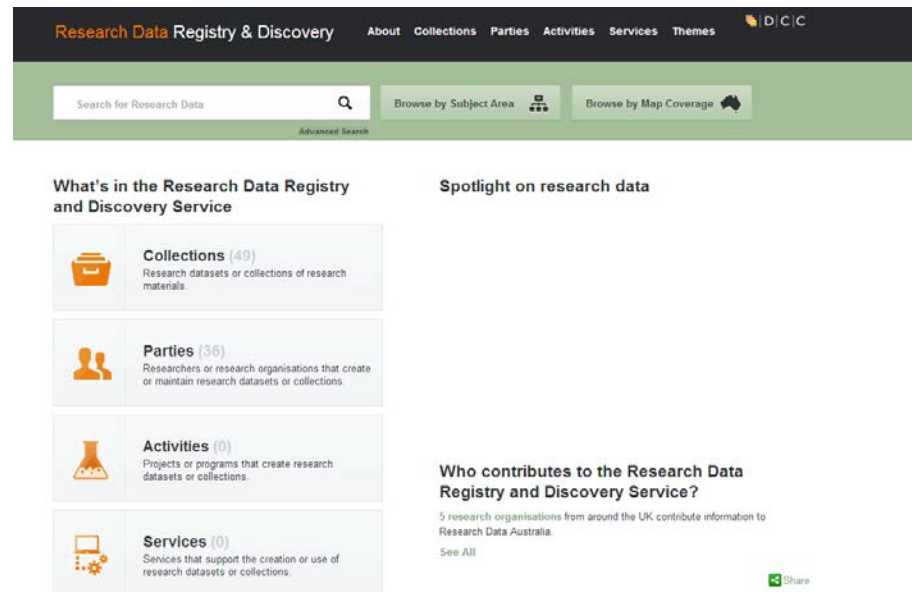 Research Data Registry & Discovery
About Collections Parties Activities Services Themes
D|C|C
Search for Research Data
Browse by Subject Area
Browse by Map Coverage
Advanced Search
What's in the Research Data Registry
and Discovery Service
Collections (49)
Research datasets or collections of research
materials.
Parties (36)
Researchers or research organisations that create
or maintain research datasets or collections.
Activities (0)
Projects or programs that create research
datasets or collections.
Services (0)
Services that support the creation or use of
research datasets or collections.
Spotlight on research data
Who contributes to the Research Data
Registry and Discovery Service?
5 research organisations from around the UK contribute information to
Research Data Australia.
See All
Share